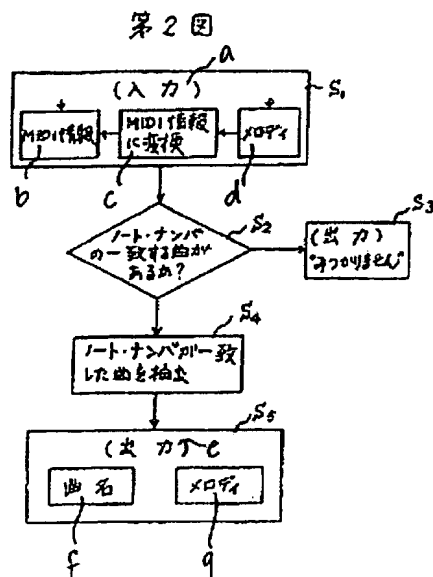 第2図
a
(入力)
S1
MIDI情報
MIDI情報
に変換
メロディ
b
c
d
ノート・ナンバ
の一致する曲が
あるか?
S2
S3
(出力)
"みつかりません"
S4
ノート・ナンバが一致
した曲を抽出
S5
(出力)
e
曲名
メロディ
f
g